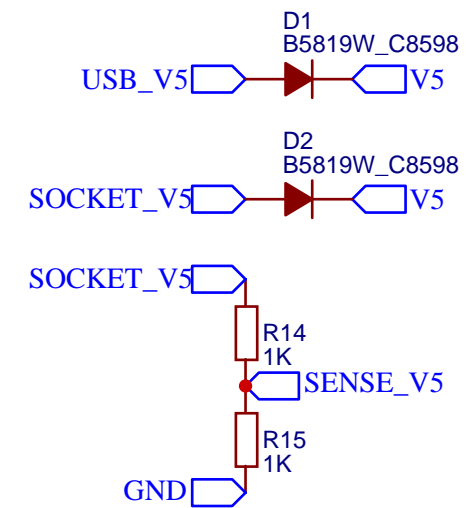 D1
B5819W_C8598
USB_V5 V5
D2
B5819W_C8598
SOCKET_V5 V5
SOCKET_V5
R14
1K
SENSE_V5
R15
1K
GND